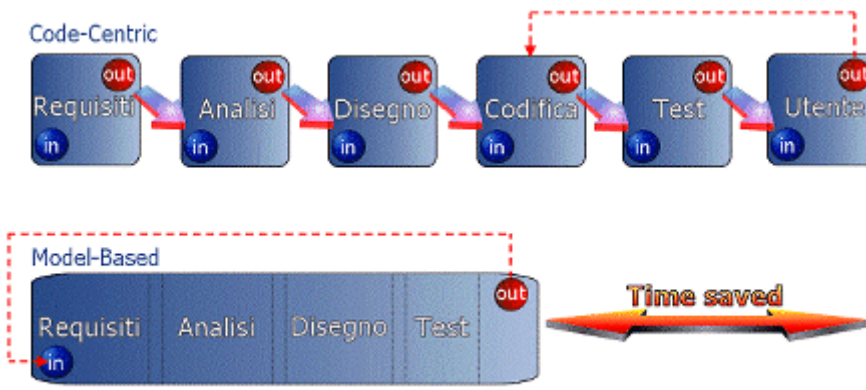 Code-Centric
out out out out out out
Requisiti Analisi Disegno Codifica Test Utente
in in in in in in
Model-Based
out
Time saved
Requisiti Analisi Disegno Test
in